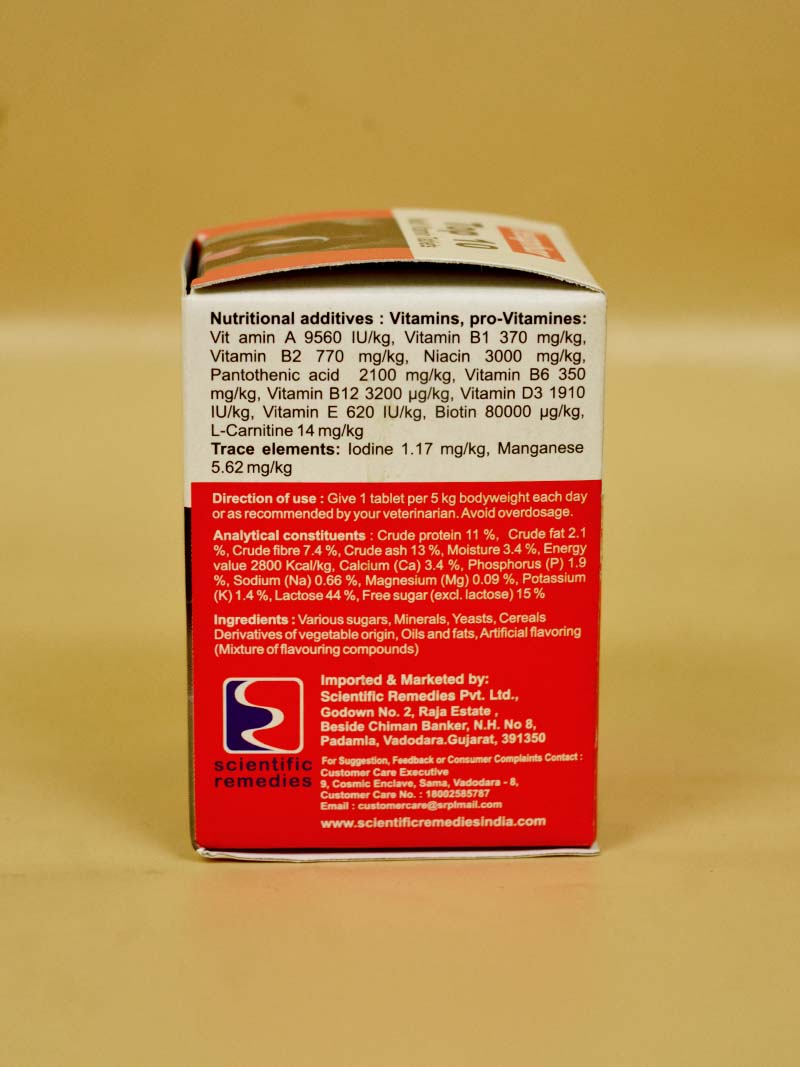 Top 10
Nutritional additives : Vitamins, pro-Vitamines:
Vit amin A 9560 IU/kg, Vitamin B1 370 mg/kg,
Vitamin B2 770 mg/kg, Niacin 3000 mg/kg,
Pantothenic acid 2100 mg/kg, Vitamin B6 350
mg/kg, Vitamin B12 3200 µg/kg, Vitamin D3 1910
IU/kg, Vitamin E 620 IU/kg, Biotin 80000 µg/kg,
L-Carnitine 14 mg/kg
Trace elements: Iodine 1.17 mg/kg, Manganese
5.62 mg/kg
Direction of use : Give 1 tablet per 5 kg bodyweight each day
or as recommended by your veterinarian. Avoid overdosage.
Analytical constituents : Crude protein 11 %, Crude fat 2.1
%, Crude fibre 7.4 %, Crude ash 13 %, Moisture 3.4 %, Energy
value 2800 Kcal/kg, Calcium (Ca) 3.4 %, Phosphorus (P) 1.9
%, Sodium (Na) 0.66 %, Magnesium (Mg) 0.09 %, Potassium
(K) 1.4 %, Lactose 44 %, Free sugar (excl. lactose) 15 %
Ingredients : Various sugars, Minerals, Yeasts, Cereals
Derivatives of vegetable origin, Oils and fats, Artificial flavoring
(Mixture of flavouring compounds)
scientific
remedies
Imported & Marketed by:
Scientific Remedies Pvt. Ltd.,
Godown No. 2, Raja Estate ,
Beside Chiman Banker, N.H. No 8,
Padamla, Vadodara.Gujarat, 391350
For Suggestion, Feedback or Consumer Complaints Contact :
Customer Care Executive
9, Cosmic Enclave, Sama, Vadodara - 8,
Customer Care No. : 18002585787
Email : customercare@srplmail.com
www.scientificremediesindia.com